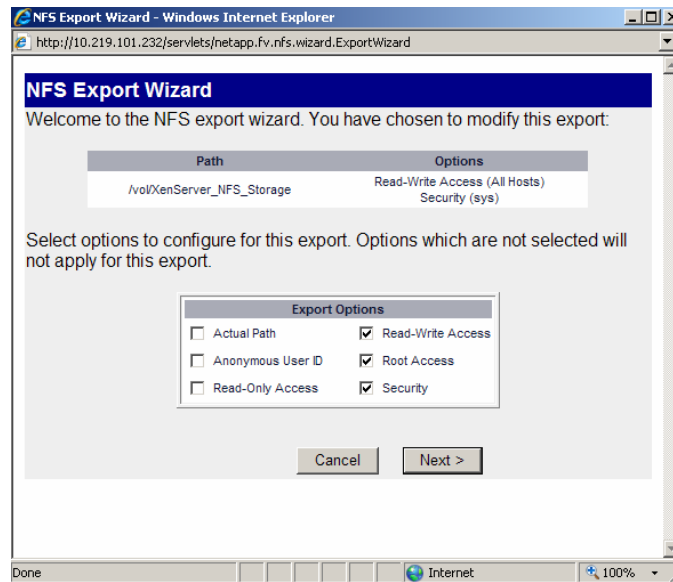 NFS Export Wizard - Windows Internet Explorer
http://10.219.101.232/servlets/netapp.fv.nfs.wizard.ExportWizard
NFS Export Wizard
Welcome to the NFS export wizard. You have chosen to modify this export:
Path Options
/vol/XenServer_NFS_Storage Read-Write Access (All Hosts)
Security (sys)
Select options to configure for this export. Options which are not selected will
not apply for this export.
Export Options
Actual Path Read-Write Access
Anonymous User ID Root Access
Read-Only Access Security
Cancel Next >
Done Internet 100%